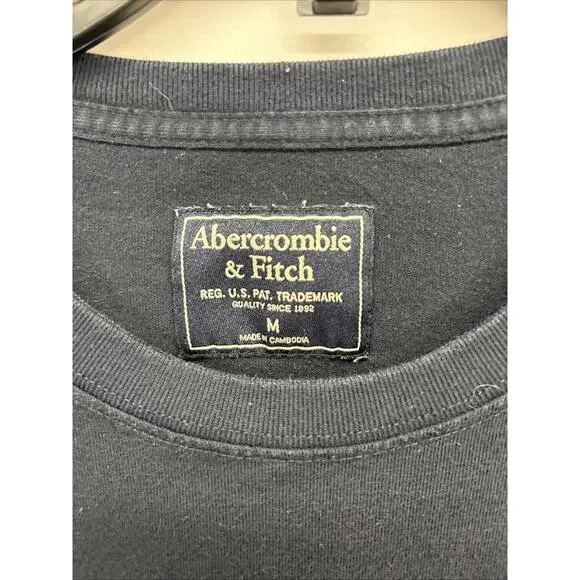 Abercrombie
& Fitch
REG. U.S. PAT. TRADEMARK
QUALITY SINCE 1892
M
MADE IN CAMBODIA